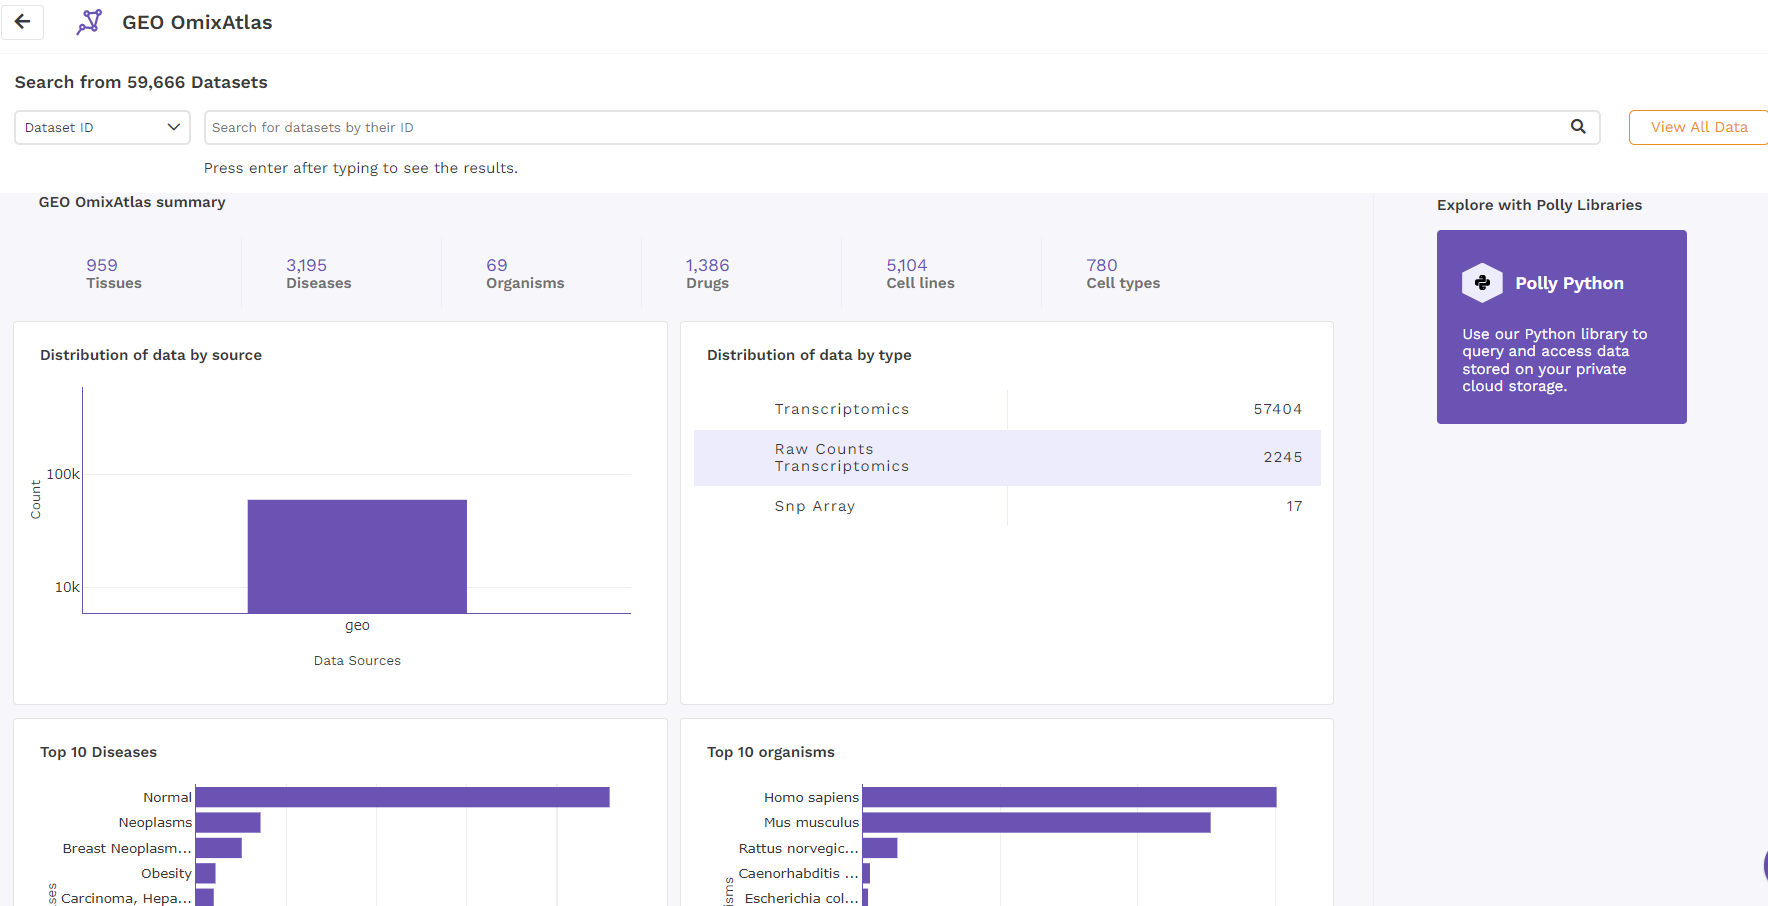 GEO OmixAtlas
Search from 59,666 Datasets
Dataset ID
Search for datasets by their ID
View All Data
Press enter after typing to see the results.
GEO OmixAtlas summary
959
Tissues
3,195
Diseases
69
Organisms
1,386
Drugs
5,104
Cell lines
780
Cell types
Explore with Polly Libraries
Polly Python
Use our Python library to
query and access data
stored on your private
cloud storage.
Distribution of data by source
100k
10k
Count
geo
Data Sources
Distribution of data by type
Transcriptomics 57404
Raw Counts
Transcriptomics 2245
Snp Array 17
Top 10 Diseases
Normal
Neoplasms
Breast Neoplasm...
Obesity
Carcinoma, Hepa...
Top 10 organisms
Homo sapiens
Mus musculus
Rattus norvegic...
Caenorhabditis ...
Escherichia col...